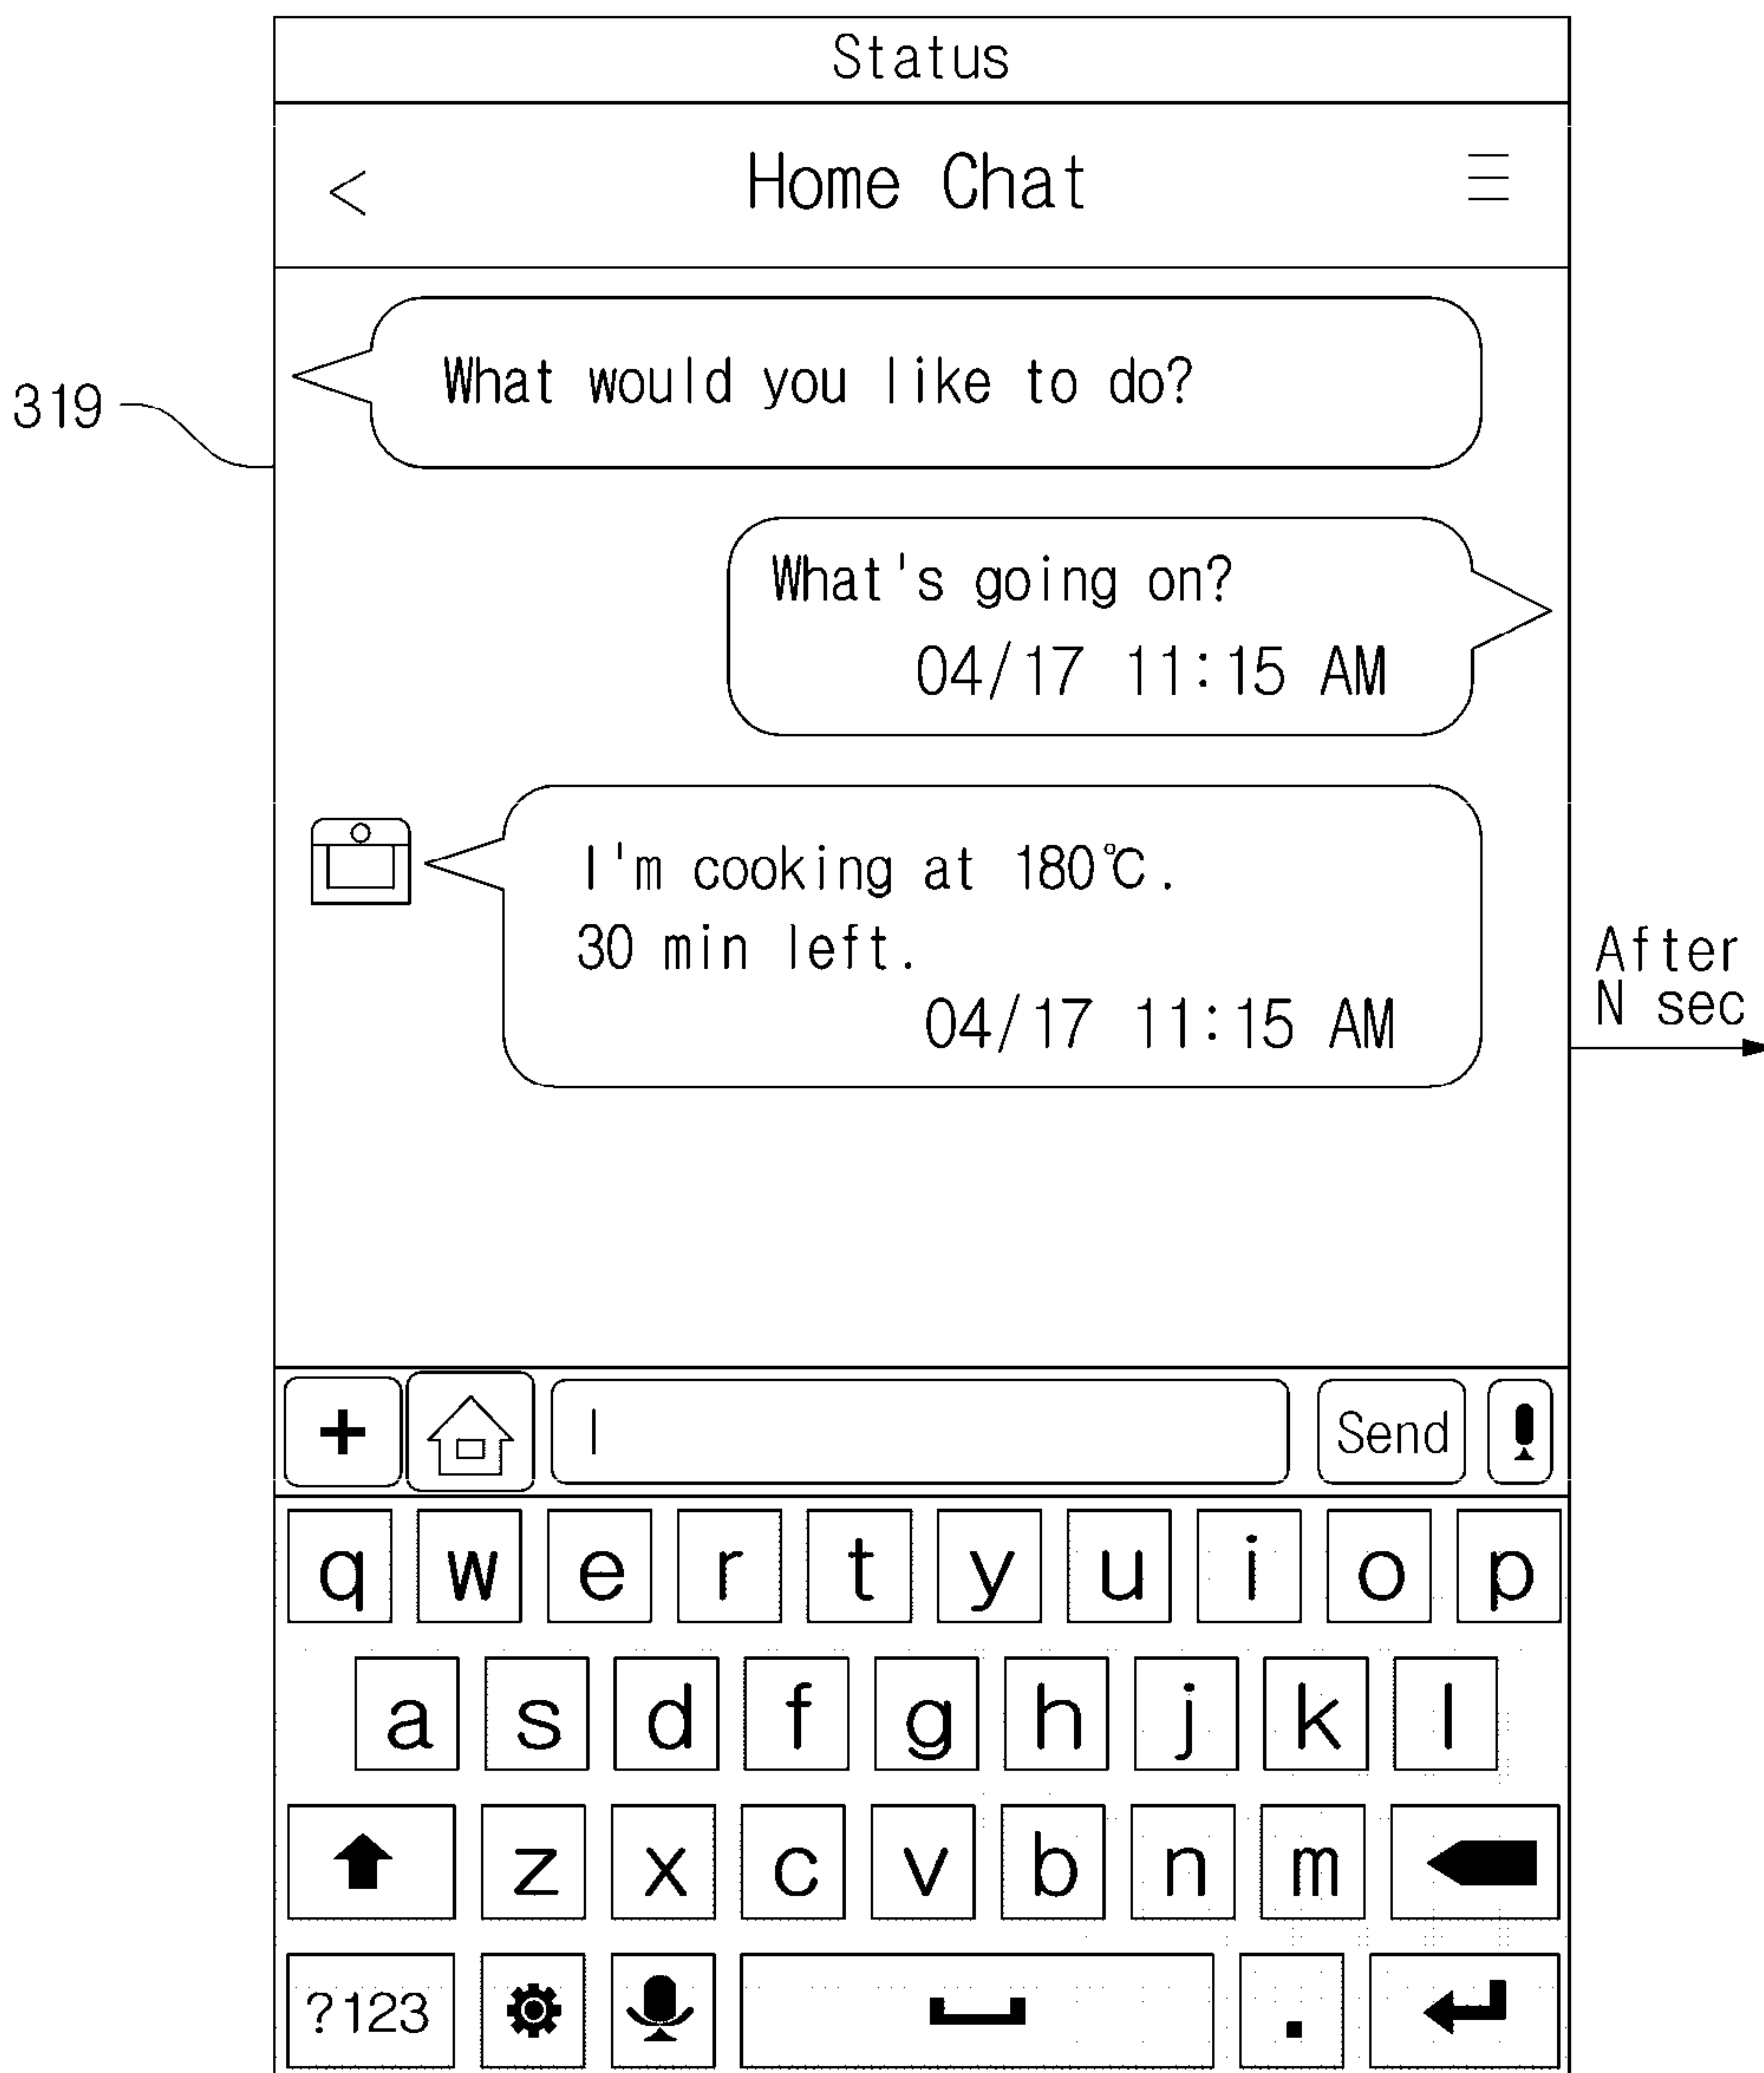 Status
< Home Chat
What would you like to do?
319
What's going on?
04/17 11:15 AM
I'm cooking at 180℃.
30 min left.
04/17 11:15 AM
After
N sec
+ Send
q w e r t y u i o p
a s d f g h j k l
z x c v b n m
?123 .